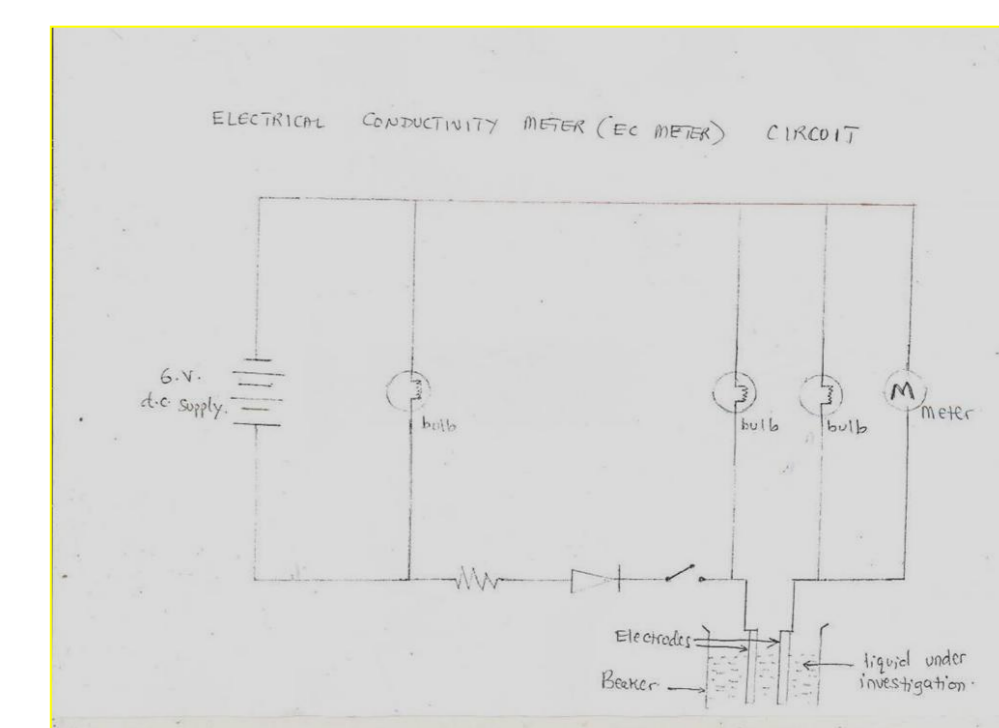 ELECTRICAL CONDUCTIVITY METER (EC METER) CIRCUIT
6.V.
d.c. supply.
bulb
bulb
bulb
M
meter
Electrodes
Beaker
liquid under
investigation.